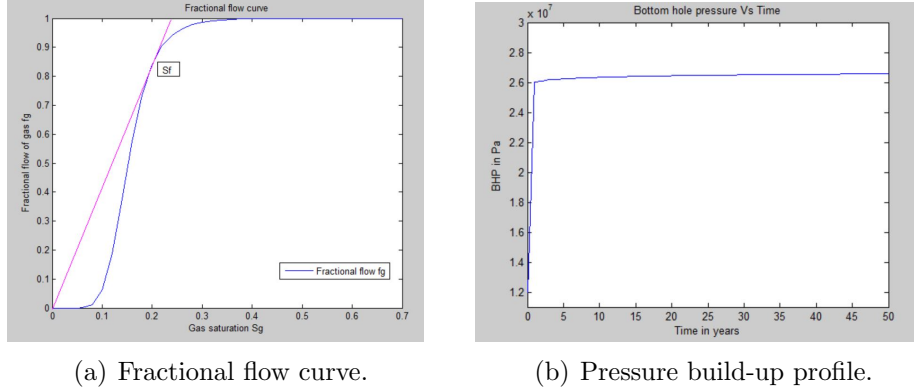 Fractional flow curve
1
0.9
0.8
0.7
0.6
0.5
0.4
0.3
0.2
0.1
0
Fractional flow of gas fg
Sf
Fractional flow fg
0 0.1 0.2 0.3 0.4 0.5 0.6 0.7
Gas saturation Sg
(a) Fractional flow curve.
x 10^7
Bottom hole pressure Vs Time
3
2.8
2.6
2.4
2.2
2
1.8
1.6
1.4
1.2
BHP in Pa
0 5 10 15 20 25 30 35 40 45 50
Time in years
(b) Pressure build-up profile.